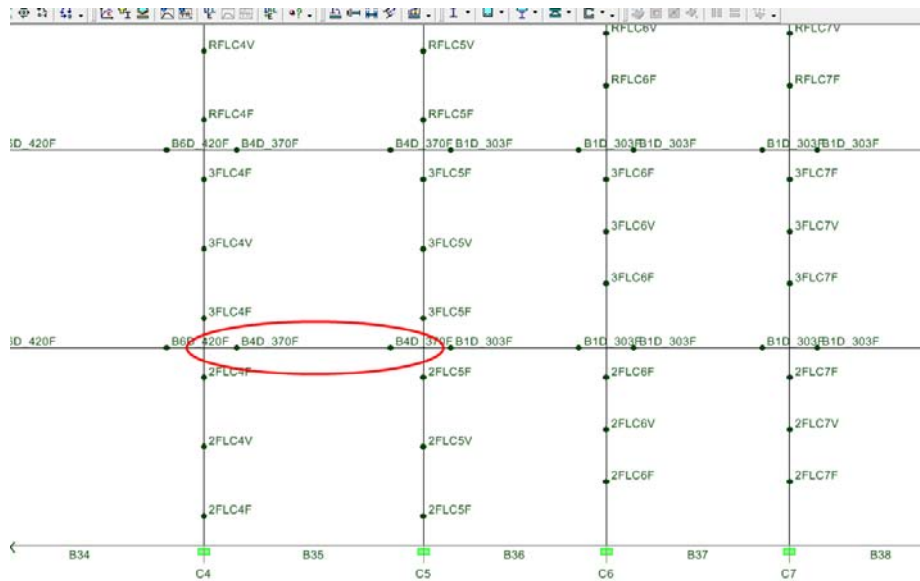 RFLC4V RFLC5V RFLC6V RFLC7V
RFLC6F RFLC7F
RFLC4F RFLC5F
6D_420F B6D_420F B4D_370F B4D_370F B1D_303F B1D_303F B1D_303F B1D_303F B1D_303F
3FLC4F 3FLC5F 3FLC6F 3FLC7F
3FLC6V 3FLC7V
3FLC4V 3FLC5V
3FLC6F 3FLC7F
3FLC4F 3FLC5F
6D_420F B6D_420F B4D_370F B4D_370F B1D_303F B1D_303F B1D_303F B1D_303F B1D_303F
2FLC4F 2FLC5F 2FLC6F 2FLC7F
2FLC6V 2FLC7V
2FLC4V 2FLC5V
2FLC6F 2FLC7F
2FLC4F 2FLC5F
B34 B35 B36 B37 B38
C4 C5 C6 C7